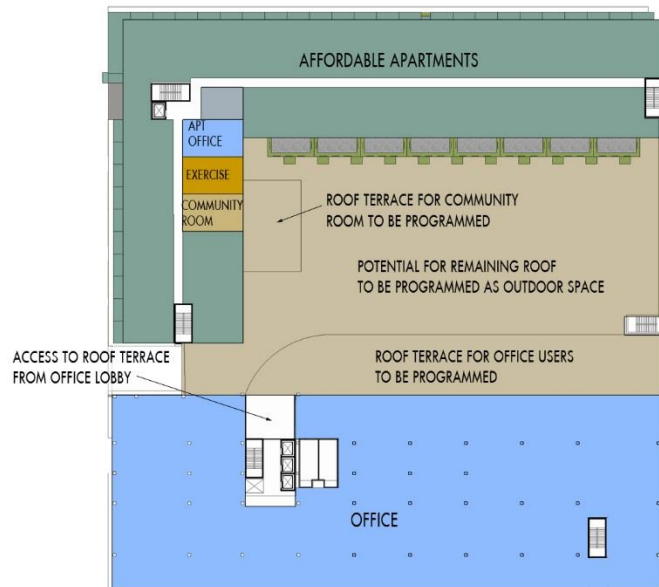 AFFORDABLE APARTMENTS
APT
OFFICE
EXERCISE
COMMUNITY
ROOM
ROOF TERRACE FOR COMMUNITY
ROOM TO BE PROGRAMMED
POTENTIAL FOR REMAINING ROOF
TO BE PROGRAMMED AS OUTDOOR SPACE
ACCESS TO ROOF TERRACE
FROM OFFICE LOBBY
ROOF TERRACE FOR OFFICE USERS
TO BE PROGRAMMED
OFFICE